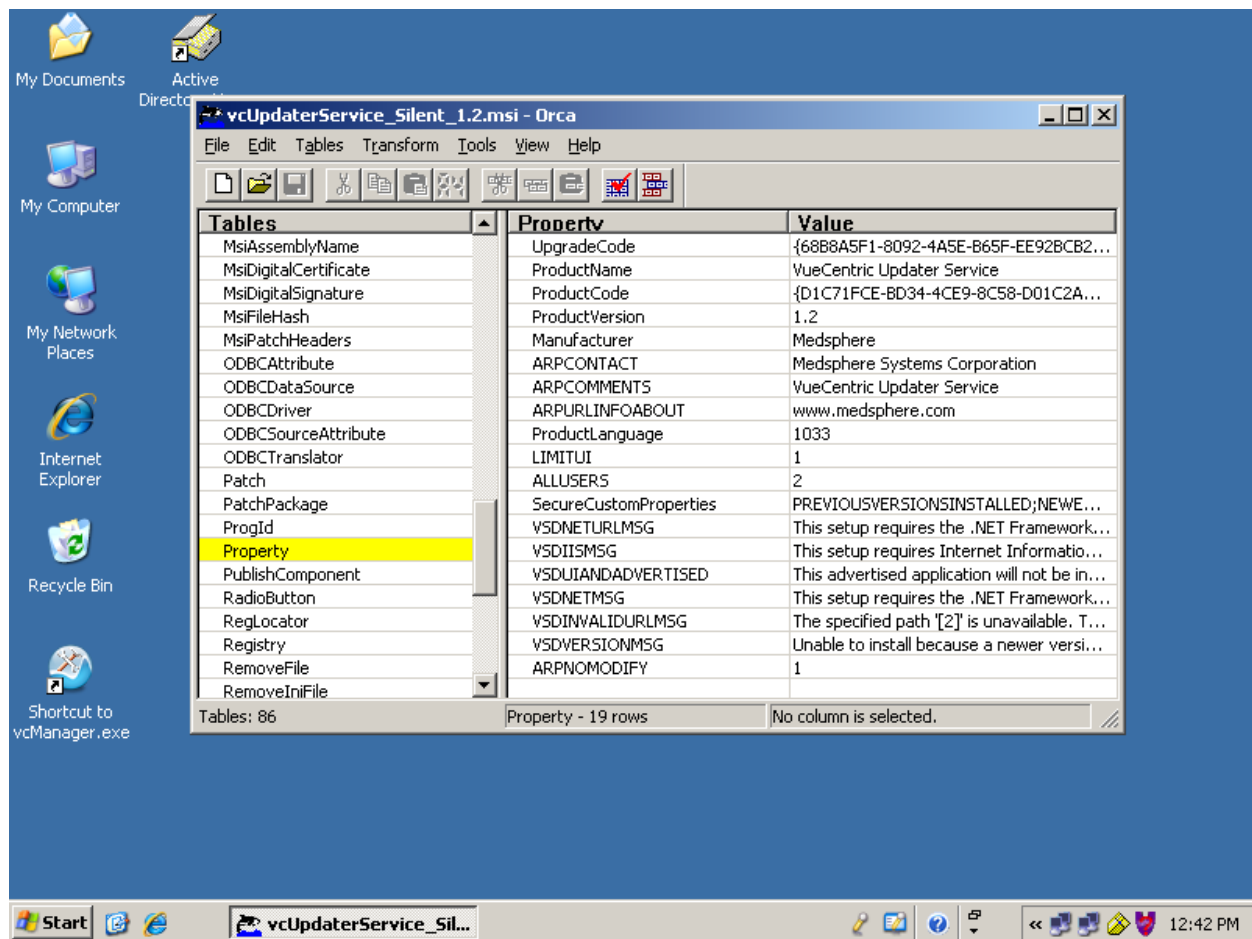 My Documents
Active
Directo
My Computer
My Network
Places
Internet
Explorer
Recycle Bin
Shortcut to
vcManager.exe
vcUpdaterService_Silent_1.2.msi - Orca
File Edit Tables Transform Tools View Help
Tables Property Value
MsiAssemblyName UpgradeCode {68B8A5F1-8092-4A5E-B65F-EE92BCB2...
MsiDigitalCertificate ProductName VueCentric Updater Service
MsiDigitalSignature ProductCode {D1C71FCE-BD34-4CE9-8C58-D01C2A...
MsiFileHash ProductVersion 1.2
MsiPatchHeaders Manufacturer Medsphere
ODBCAttribute ARPCONTACT Medsphere Systems Corporation
ODBCDataSource ARPCOMMENTS VueCentric Updater Service
ODBCDriver ARPURLINFOABOUT www.medsphere.com
ODBCSourceAttribute ProductLanguage 1033
ODBCTranslator LIMITUI 1
Patch ALLUSERS 2
PatchPackage SecureCustomProperties PREVIOUSVERSIONSINSTALLED;NEWE...
ProgId VSDNETURLMSG This setup requires the .NET Framework...
Property VSDIISMSG This setup requires Internet Informatio...
PublishComponent VSDUIANDADVERTISED This advertised application will not be in...
RadioButton VSDNETMSG This setup requires the .NET Framework...
RegLocator VSDINVALIDURLMSG The specified path '[2]' is unavailable. T...
Registry VSDVERSIONMSG Unable to install because a newer versi...
RemoveFile ARPNOMODIFY 1
RemoveIniFile
Tables: 86 Property - 19 rows No column is selected.
Start vcUpdaterService_Sil... « 12:42 PM